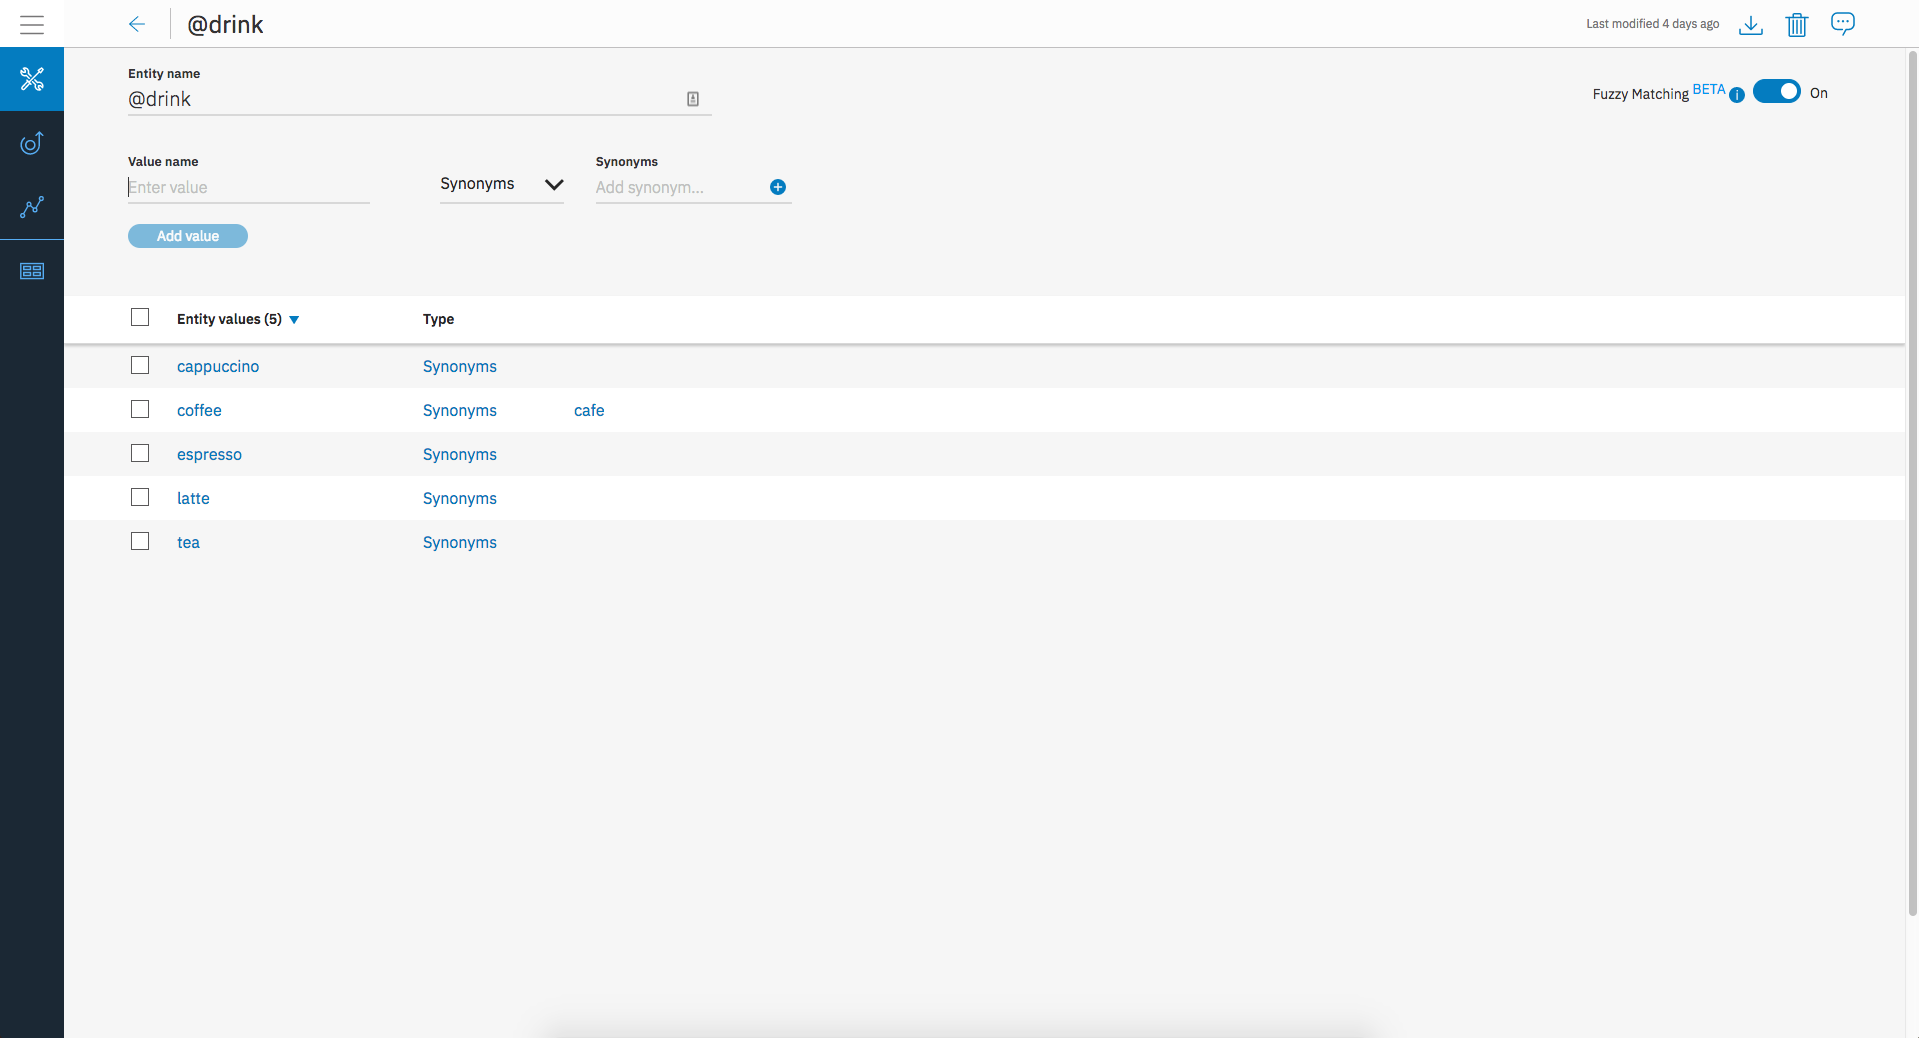 @drink
Last modified 4 days ago
Entity name
@drink
Fuzzy Matching BETA i On
Value name
Enter value
Synonyms
Synonyms
Add synonym...
Add value
Entity values (5) Type
cappuccino Synonyms
coffee Synonyms cafe
espresso Synonyms
latte Synonyms
tea Synonyms